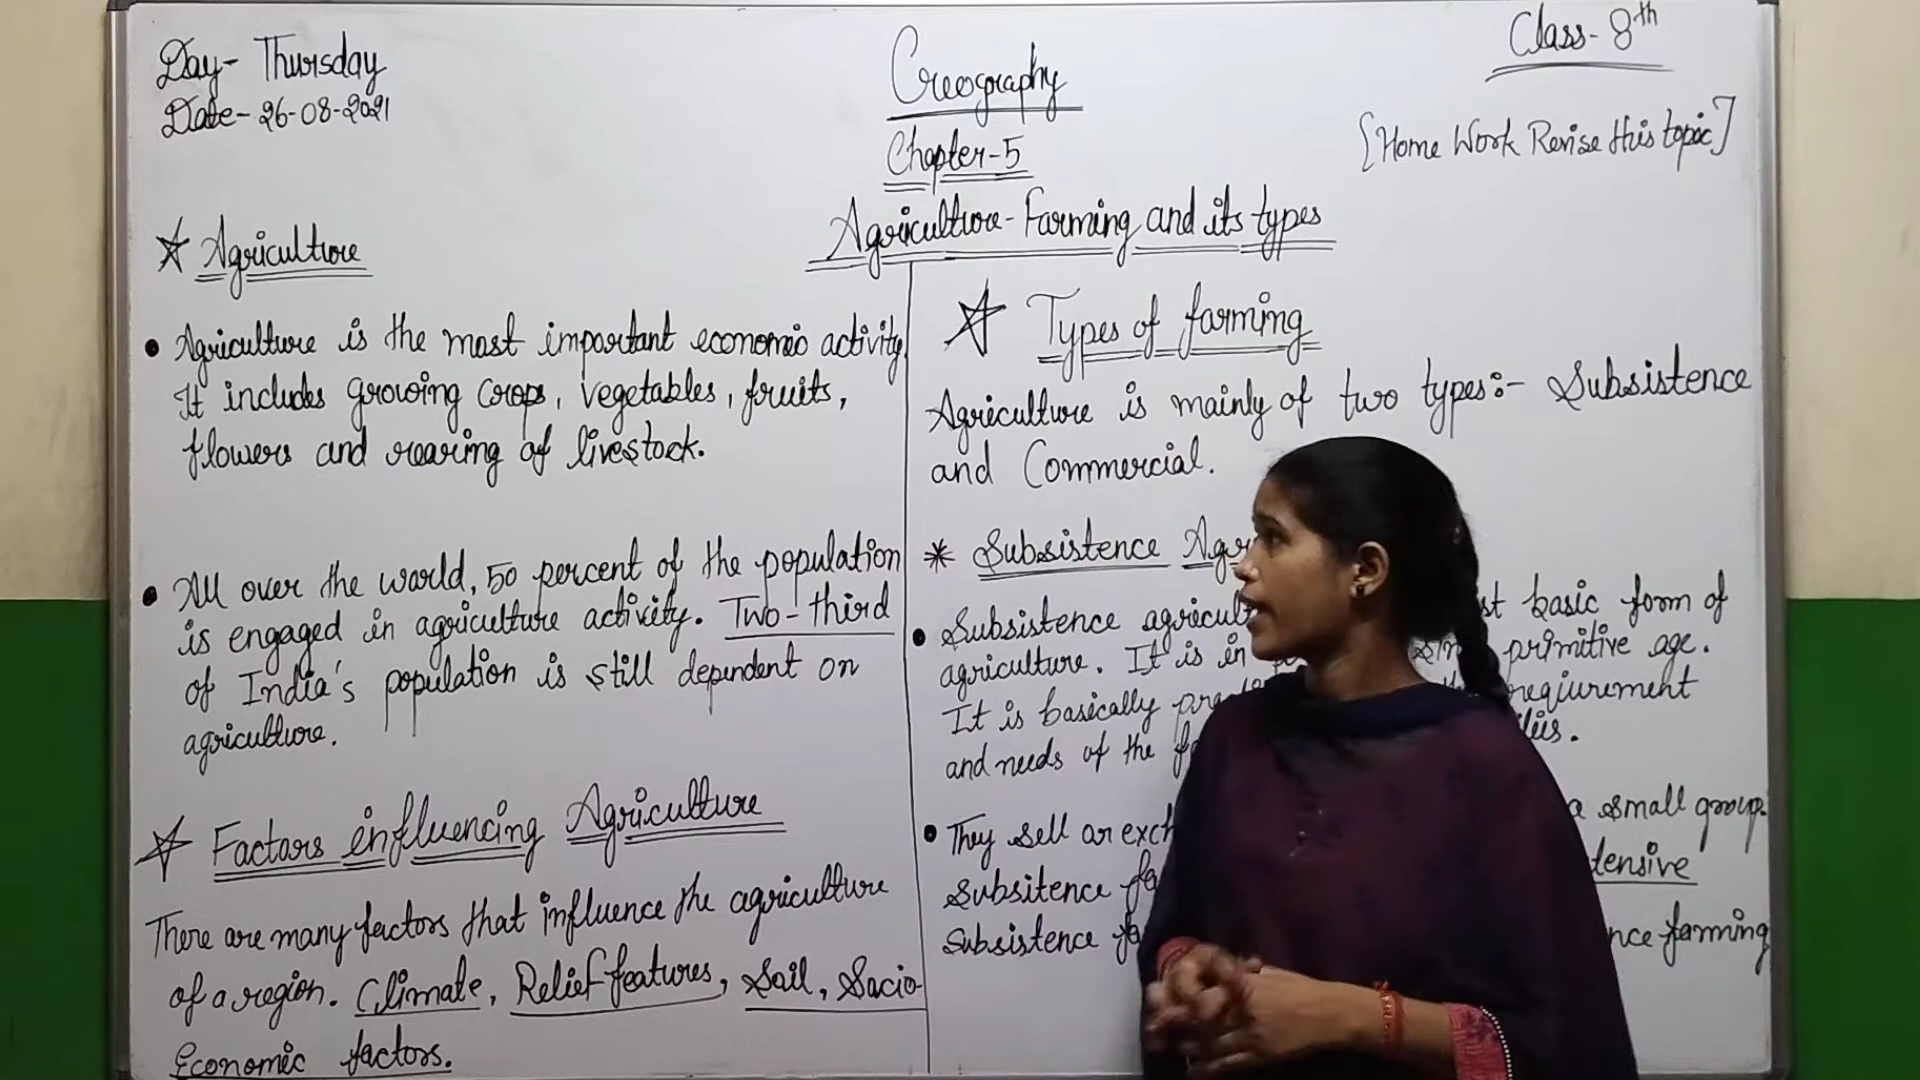 Day- Thursday
Date- 26-08-2021
Geography
Chapter-5
Agriculture- Farming and its types
Class- 8th
[Home Work Revise this topic]
☆ Agriculture
• Agriculture is the most important economic activity.
It includes growing crops, vegetables, fruits,
flowers and rearing of livestock.
• All over the world, 50 percent of the population
is engaged in agriculture activity. Two-third
of India's population is still dependent on
agriculture.
☆ Factors influencing Agriculture
There are many factors that influence the agriculture
of a region. Climate, Relief features, Soil, Socio-
Economic factors.
☆ Types of farming
Agriculture is mainly of two types:- Subsistence
and Commercial.
* Subsistence
• Subsistence basic form of
agriculture. It is in primitive age.
It is basically reqiurement
and needs of the
• They sell or a small group.
Subsitence
Subsistence farming